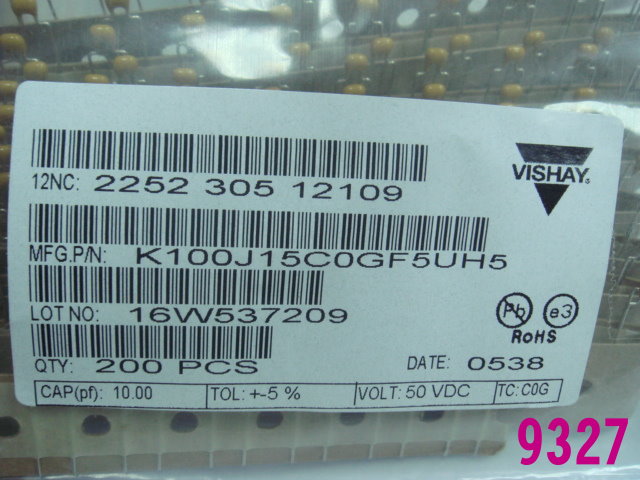 VISHAY®
12NC: 2252 305 12109
MFG.P/N: K100J15C0GF5UH5
LOT NO: 16W537209
Pb e3
RoHS
QTY: 200 PCS DATE: 0538
CAP(pf): 10.00 TOL: +-5 % VOLT: 50 VDC TC: C0G
9327